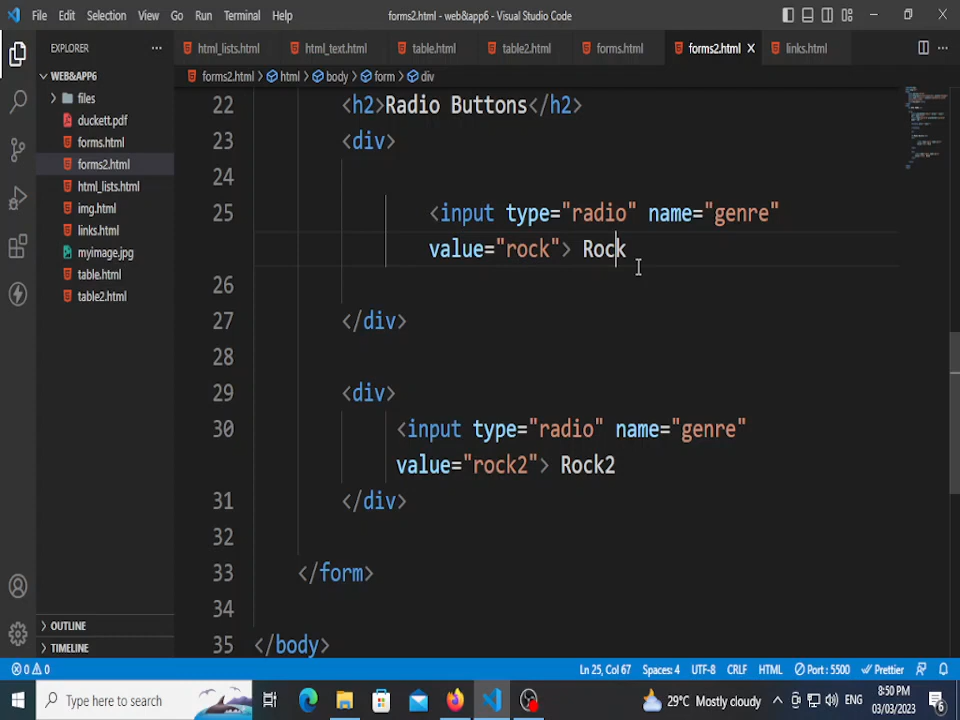 File Edit Selection View Go Run Terminal Help forms2.html - web&app6 - Visual Studio Code
EXPLORER ... html_lists.html html_text.html table.html table2.html forms.html forms2.html X links.html ...
WEB&APP6 forms2.html > html > body > form > div
files
duckett.pdf
forms.html
forms2.html
html_lists.html
img.html
links.html
myimage.jpg
table.html
table2.html
OUTLINE
TIMELINE
22 <h2>Radio Buttons</h2>
23 <div>
24
25 <input type="radio" name="genre"
value="rock"> Rock
26
27 </div>
28
29 <div>
30 <input type="radio" name="genre"
value="rock2"> Rock2
31 </div>
32
33 </form>
34
35 </body>
0 0 Ln 25, Col 67 Spaces: 4 UTF-8 CRLF HTML Port : 5500 Prettier
Type here to search 29°C Mostly cloudy ENG 8:50 PM
03/03/2023 6